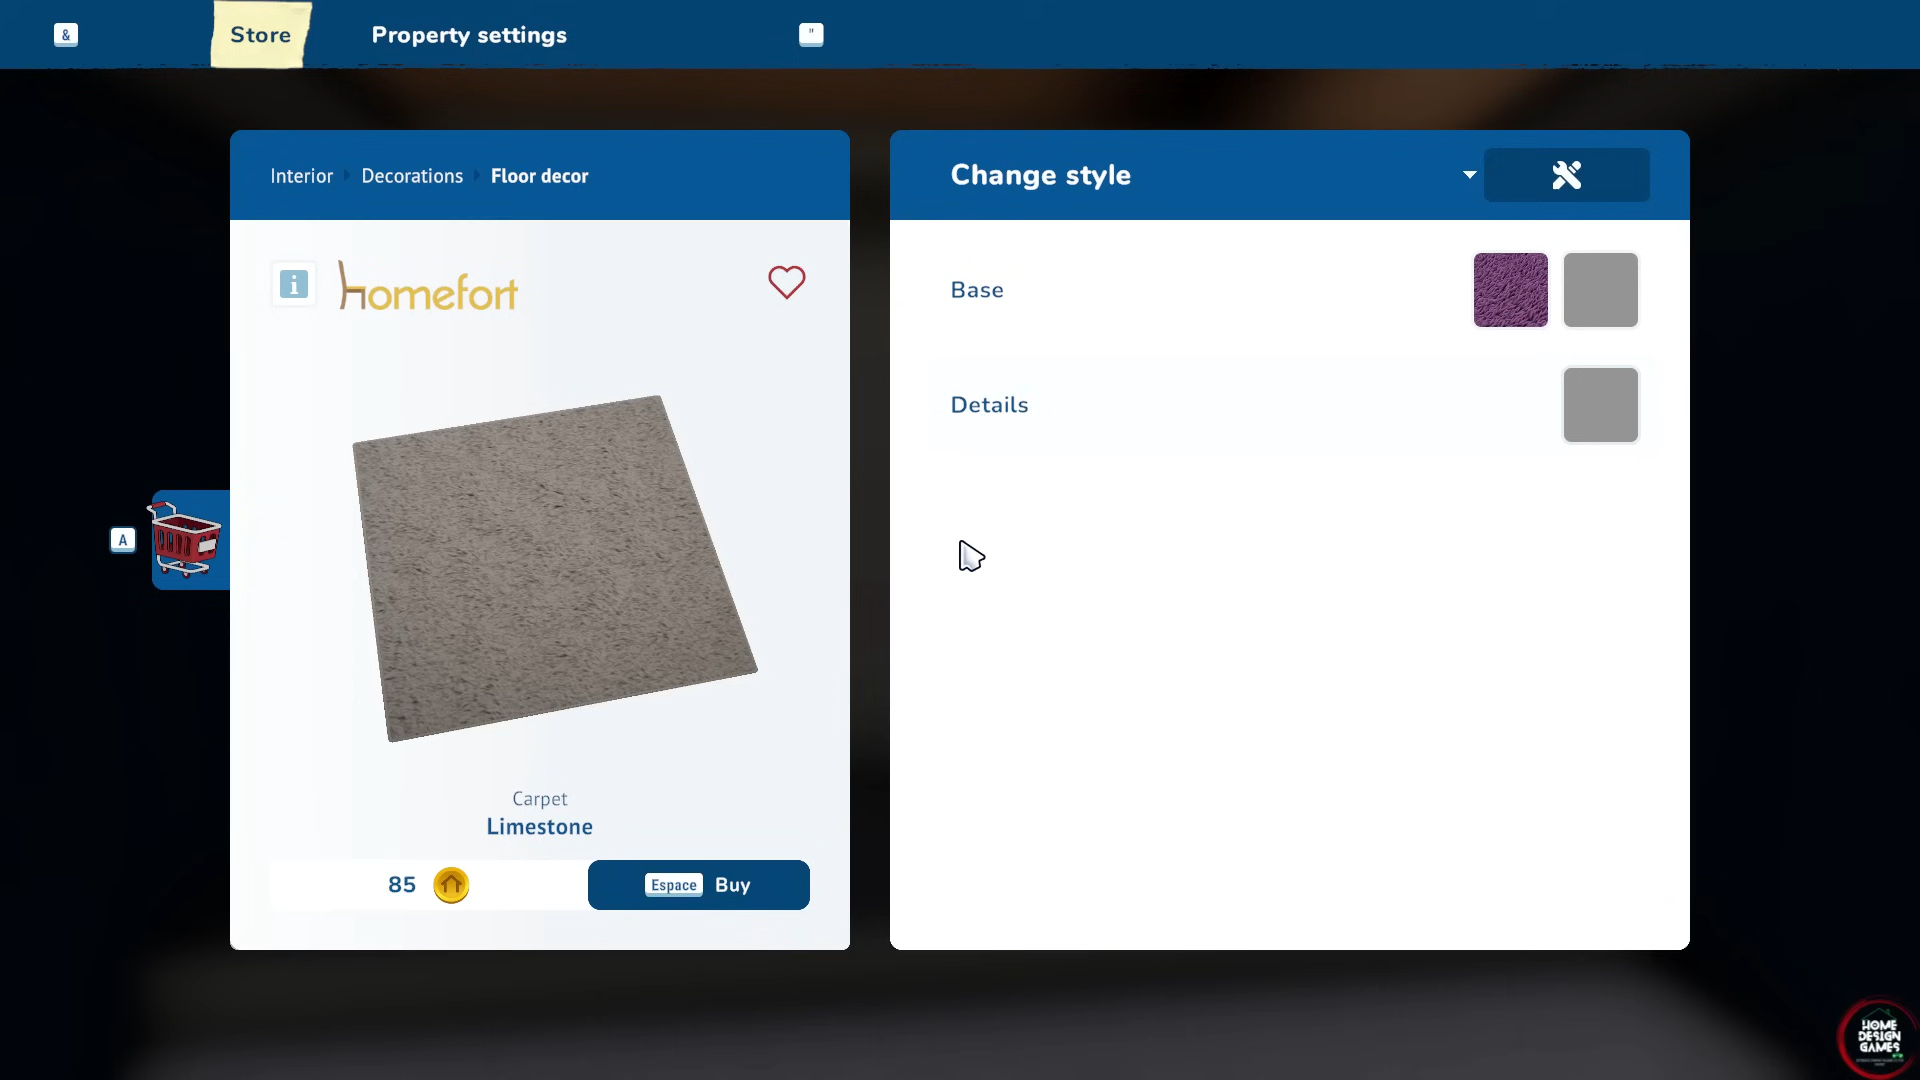 &
Store
Property settings
"
Interior
Decorations
Floor decor
Change style
i
homefort
Base
Details
A
Carpet
Limestone
85
Espace
Buy
HOME
DESIGN
GAMES